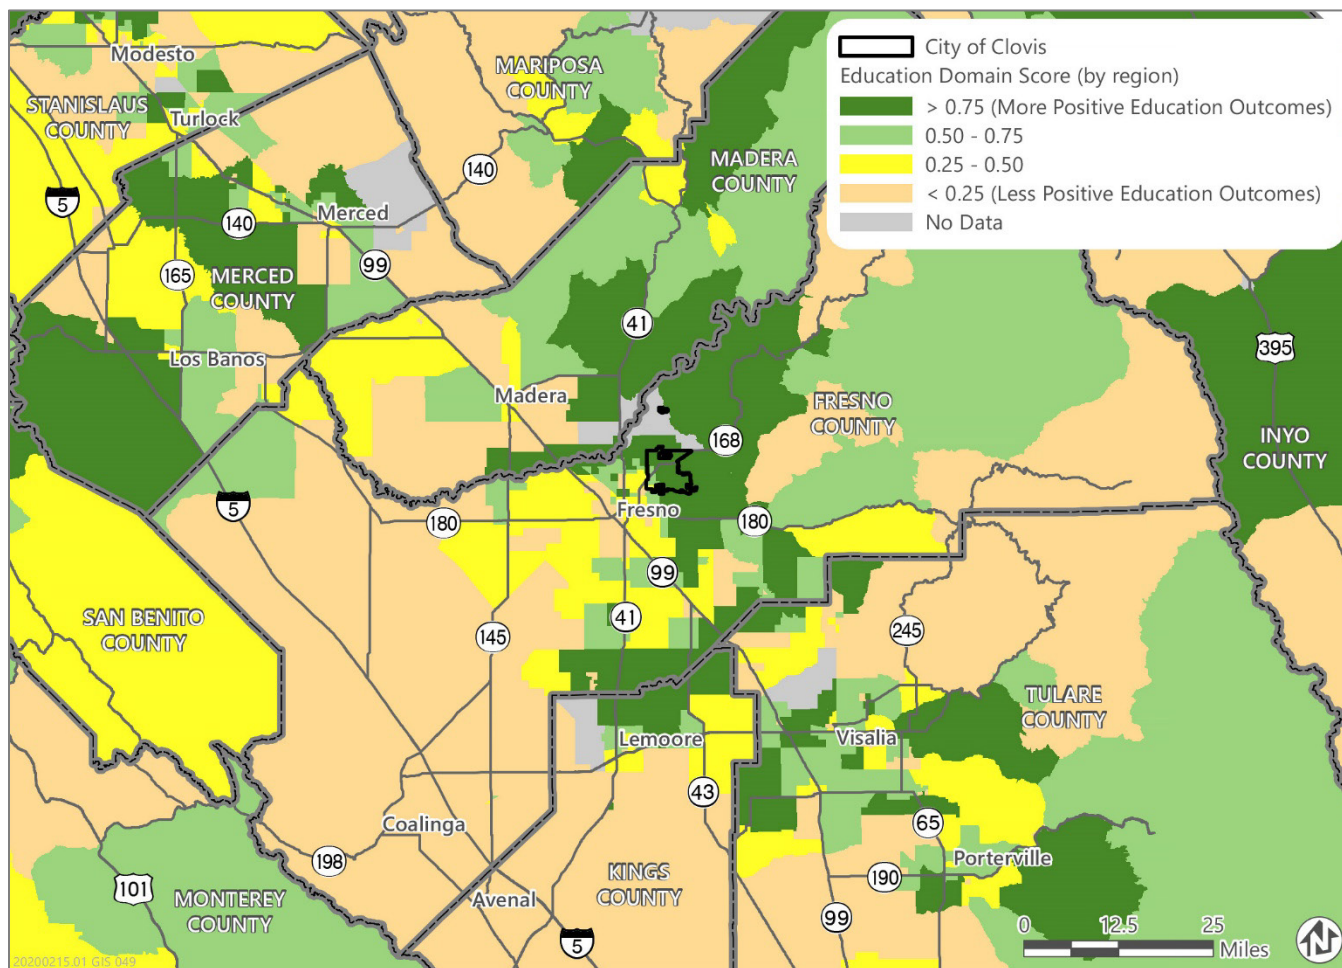 City of Clovis
Education Domain Score (by region)
> 0.75 (More Positive Education Outcomes)
0.50 - 0.75
0.25 - 0.50
< 0.25 (Less Positive Education Outcomes)
No Data
Modesto
MARIPOSA
COUNTY
STANISLAUS
COUNTY
Turlock
140
MADERA
COUNTY
5
140
Merced
99
165
MERCED
COUNTY
41
395
Los Banos
Madera
FRESNO
COUNTY
168
INYO
COUNTY
5
180
Fresno
180
99
SAN BENITO
COUNTY
145
41
245
TULARE
COUNTY
Lemoore
Visalia
43
65
Coalinga
198
Porterville
101
MONTEREY
COUNTY
Avenal
KINGS
COUNTY
190
99
5
0 12.5 25
Miles
N
20200215.01 GIS 049